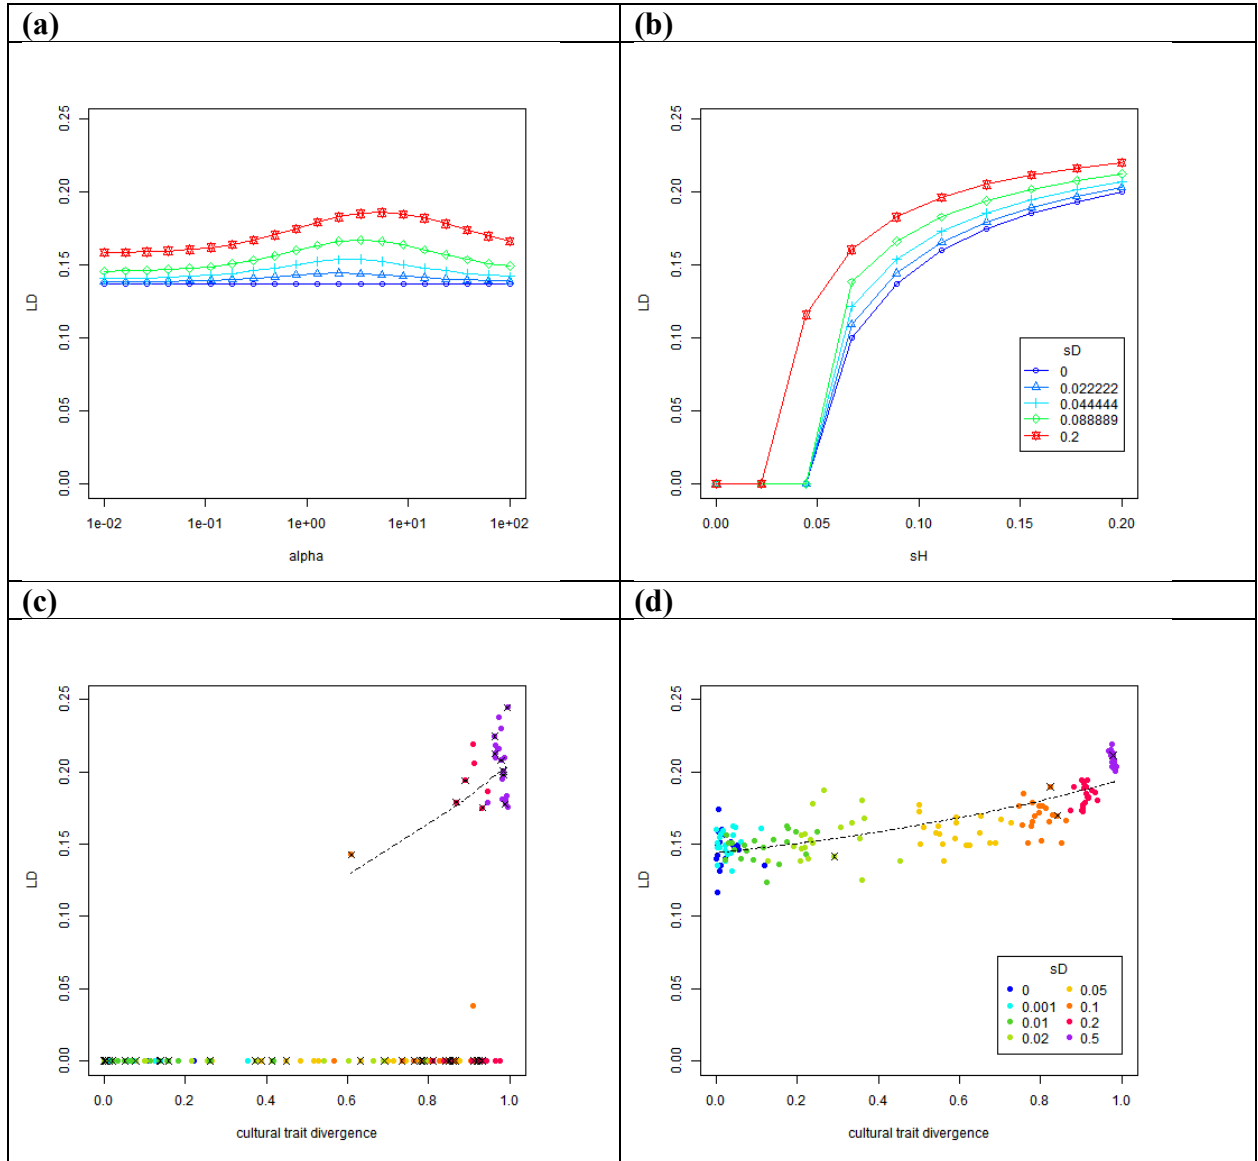 (a)
(b)
0.25
0.20
0.15
0.10
0.05
0.00
LD
1e-02 1e-01 1e+00 1e+01 1e+02
alpha
0.25
0.20
0.15
0.10
0.05
0.00
LD
sD
0
0.022222
0.044444
0.088889
0.2
0.00 0.05 0.10 0.15 0.20
sH
(c)
(d)
0.25
0.20
0.15
0.10
0.05
0.00
LD
0.0 0.2 0.4 0.6 0.8 1.0
cultural trait divergence
0.25
0.20
0.15
0.10
0.05
0.00
LD
sD
0 0.05
0.001 0.1
0.01 0.2
0.02 0.5
0.0 0.2 0.4 0.6 0.8 1.0
cultural trait divergence